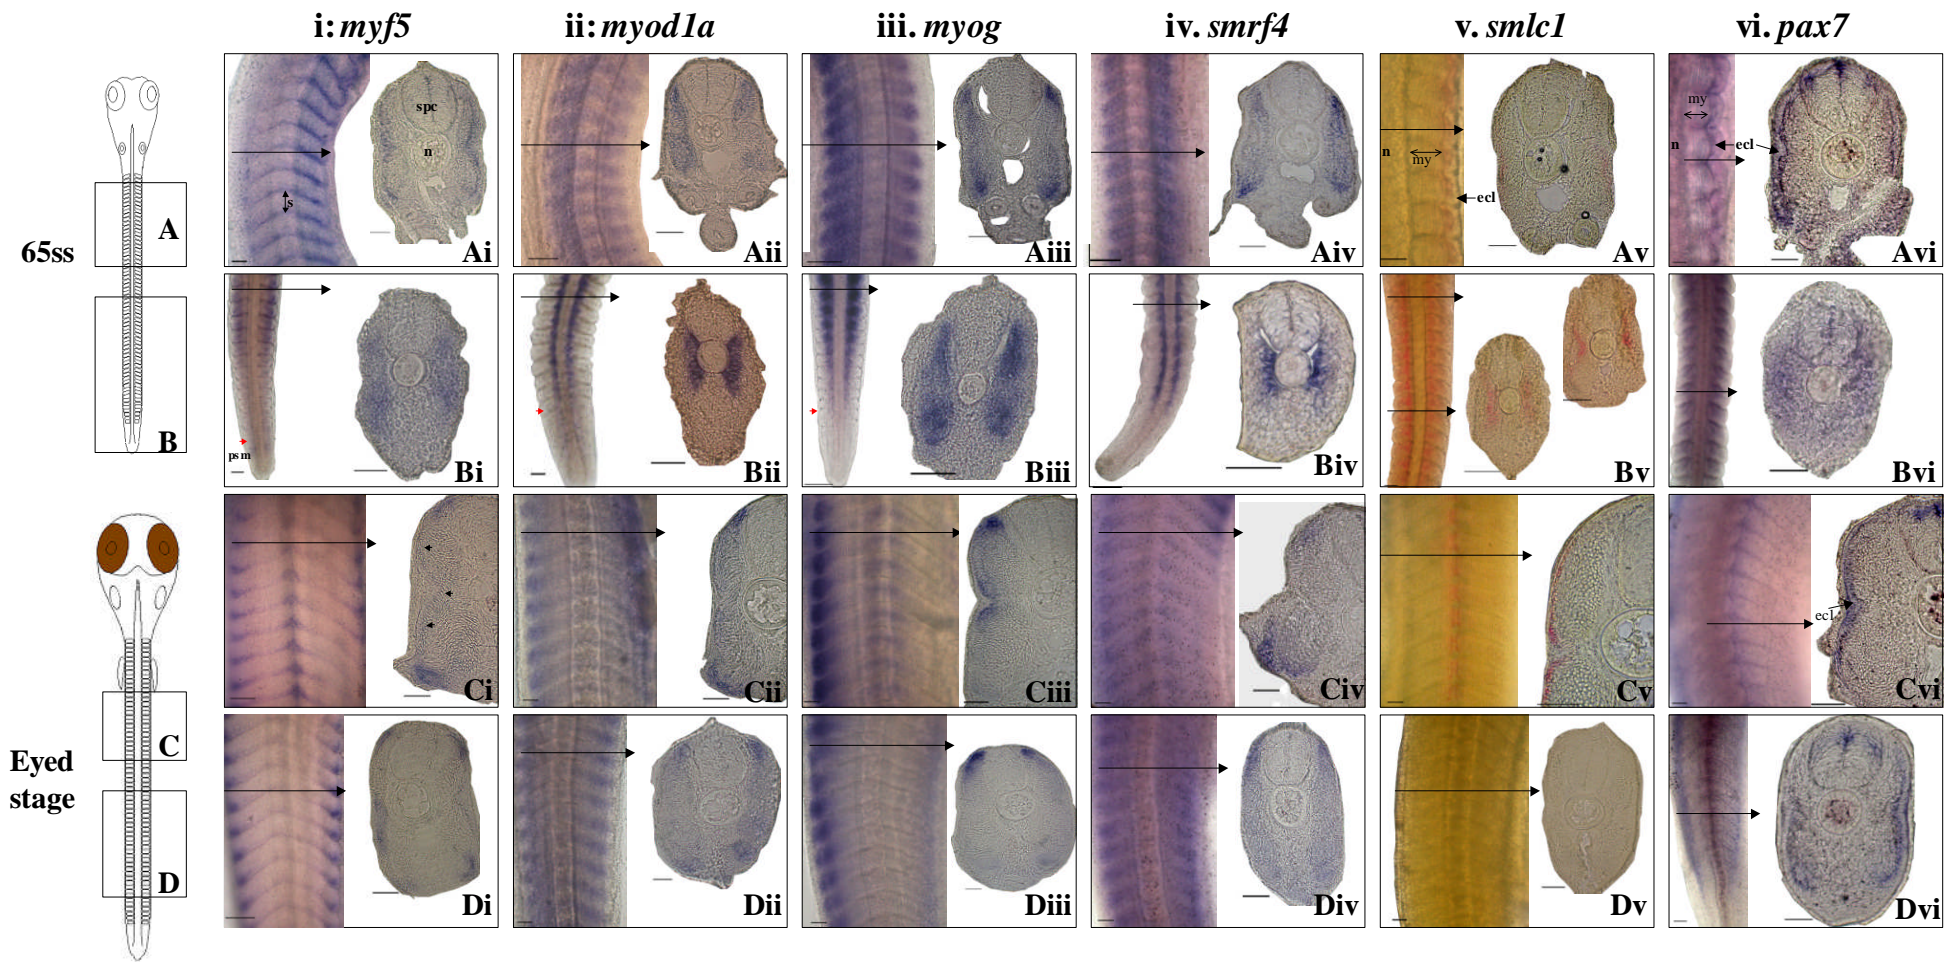 i: myf5
ii: myod1a
iii. myog
iv. smrf4
v. smlc1
vi. pax7
65ss
A
B
spc
n
s
Ai
Aii
Aiii
Aiv
n
my
ecl
Av
my
n
ecl
Avi
psm
Bi
Bii
Biii
Biv
Bv
Bvi
Eyed
stage
C
D
Ci
Cii
Ciii
Civ
Cv
ecl
Cvi
Di
Dii
Diii
Div
Dv
Dvi